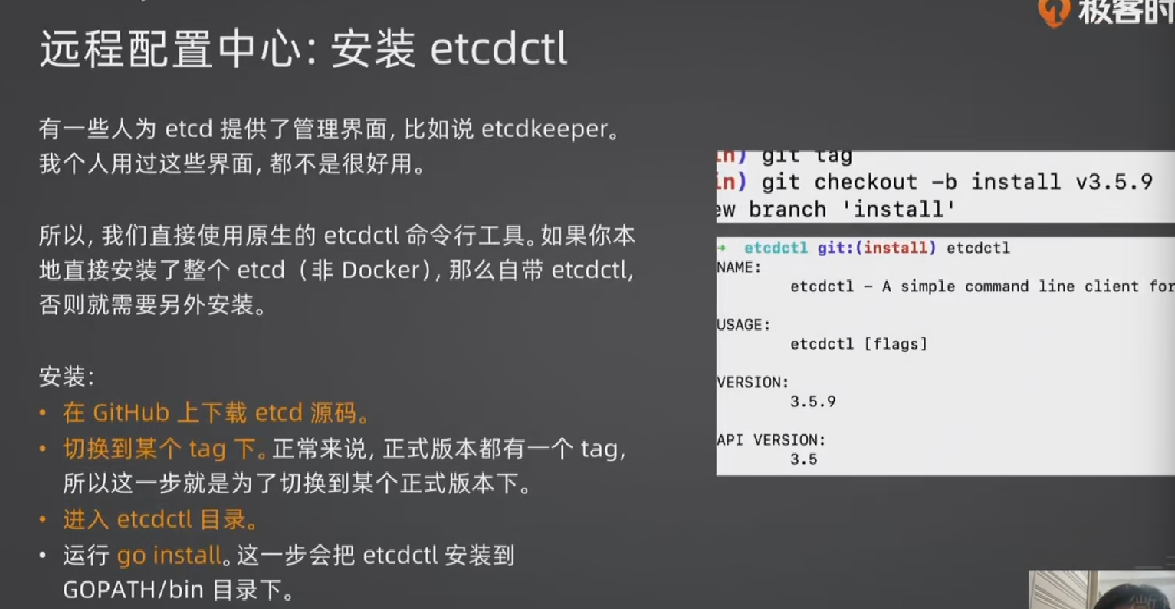 极客时
远程配置中心: 安装 etcdctl
有一些人为 etcd 提供了管理界面, 比如说 etcdkeeper。
我个人用过这些界面, 都不是很好用。
所以, 我们直接使用原生的 etcdctl 命令行工具。如果你本
地直接安装了整个 etcd（非 Docker）, 那么自带 etcdctl,
否则就需要另外安装。
安装:
• 在 GitHub 上下载 etcd 源码。
• 切换到某个 tag 下。正常来说, 正式版本都有一个 tag,
所以这一步就是为了切换到某个正式版本下。
• 进入 etcdctl 目录。
• 运行 go install。这一步会把 etcdctl 安装到
GOPATH/bin 目录下。
in) git tag
in) git checkout -b install v3.5.9
ew branch 'install'
→ etcdctl git:(install) etcdctl
NAME:
etcdctl - A simple command line client for
USAGE:
etcdctl [flags]
VERSION:
3.5.9
API VERSION:
3.5